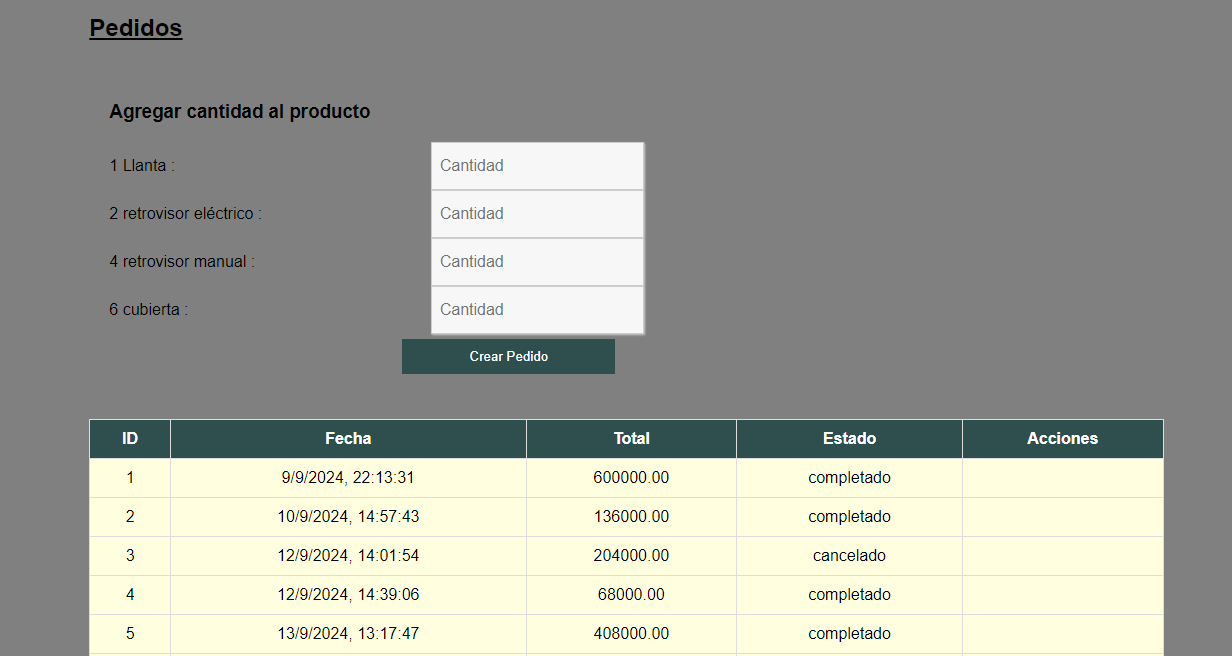 Pedidos
Agregar cantidad al producto
1 Llanta : Cantidad
2 retrovisor eléctrico : Cantidad
4 retrovisor manual : Cantidad
6 cubierta : Cantidad
Crear Pedido
ID Fecha Total Estado Acciones
1 9/9/2024, 22:13:31 600000.00 completado
2 10/9/2024, 14:57:43 136000.00 completado
3 12/9/2024, 14:01:54 204000.00 cancelado
4 12/9/2024, 14:39:06 68000.00 completado
5 13/9/2024, 13:17:47 408000.00 completado